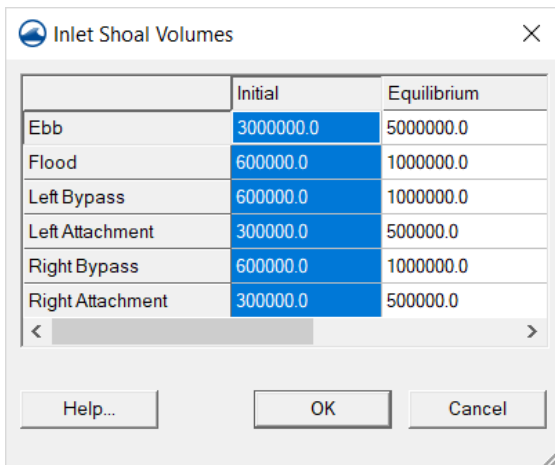 Inlet Shoal Volumes
Initial Equilibrium
Ebb 3000000.0 5000000.0
Flood 600000.0 1000000.0
Left Bypass 600000.0 1000000.0
Left Attachment 300000.0 500000.0
Right Bypass 600000.0 1000000.0
Right Attachment 300000.0 500000.0
Help... OK Cancel